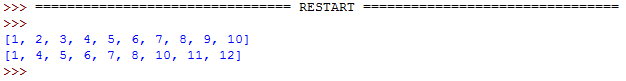 >>> ================================ RESTART ================================
>>>
[1, 2, 3, 4, 5, 6, 7, 8, 9, 10]
[1, 4, 5, 6, 7, 8, 10, 11, 12]
>>>